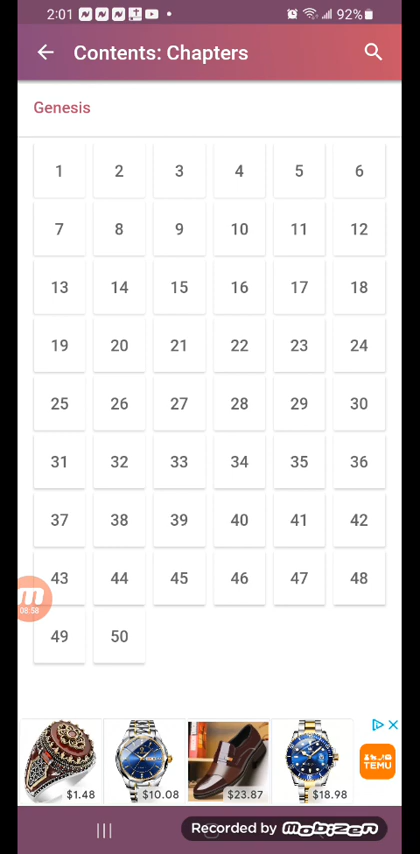 2:01 92%
Contents: Chapters
Genesis
1 2 3 4 5 6
7 8 9 10 11 12
13 14 15 16 17 18
19 20 21 22 23 24
25 26 27 28 29 30
31 32 33 34 35 36
37 38 39 40 41 42
43 44 45 46 47 48
08:58
49 50
$1.48 $10.08 $23.87 $18.98
TEMU
Recorded by mobizen